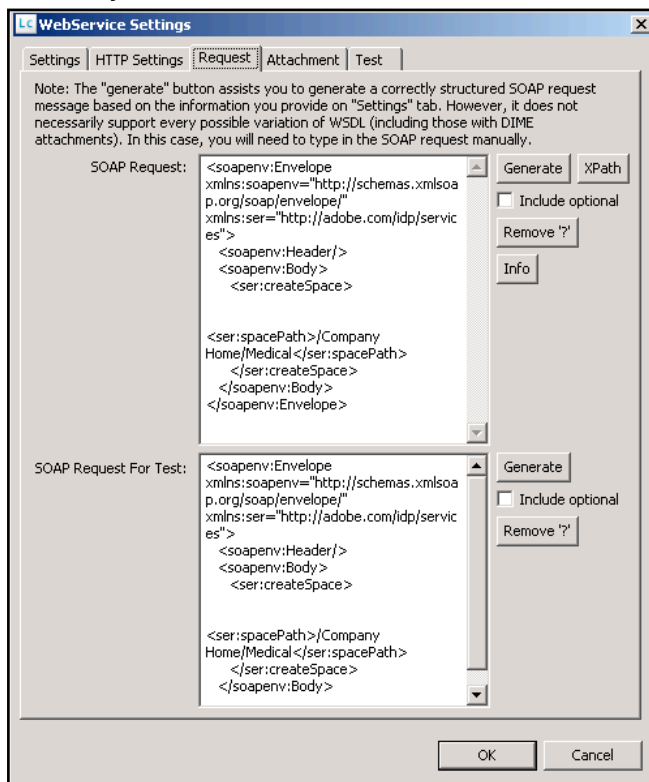 LC WebService Settings
Settings HTTP Settings Request Attachment Test
Note: The "generate" button assists you to generate a correctly structured SOAP request
message based on the information you provide on "Settings" tab. However, it does not
necessarily support every possible variation of WSDL (including those with DIME
attachments). In this case, you will need to type in the SOAP request manually.
SOAP Request:
<soapenv:Envelope
xmlns:soapenv="http://schemas.xmlsoa
p.org/soap/envelope/"
xmlns:ser="http://adobe.com/idp/servic
es">
<soapenv:Header/>
<soapenv:Body>
<ser:createSpace>
<ser:spacePath>/Company
Home/Medical</ser:spacePath>
</ser:createSpace>
</soapenv:Body>
</soapenv:Envelope>
Generate XPath
Include optional
Remove '?'
Info
SOAP Request For Test:
<soapenv:Envelope
xmlns:soapenv="http://schemas.xmlsoa
p.org/soap/envelope/"
xmlns:ser="http://adobe.com/idp/servic
es">
<soapenv:Header/>
<soapenv:Body>
<ser:createSpace>
<ser:spacePath>/Company
Home/Medical</ser:spacePath>
</ser:createSpace>
</soapenv:Body>
Generate
Include optional
Remove '?'
OK Cancel